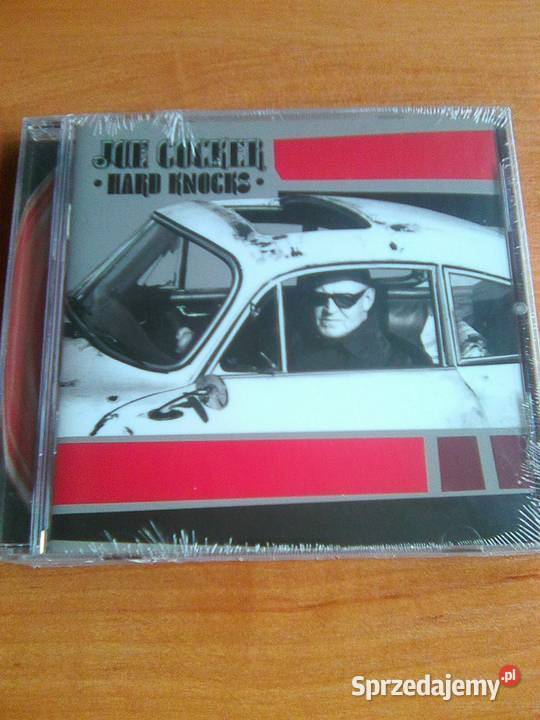 JOE COCKER
• HARD KNOCKS •
Sprzedajemy.pl